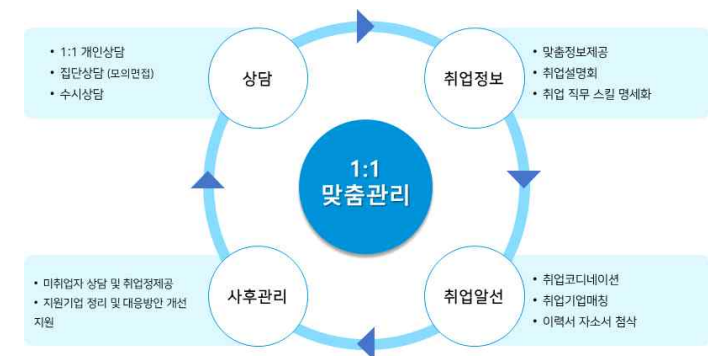 • 1:1 개인상담
• 집단상담 (모의면접)
• 수시상담
상담
취업정보
• 맞춤정보제공
• 취업설명회
• 취업 직무 스킬 명세화
1:1
맞춤관리
• 미취업자 상담 및 취업정제공
• 지원기업 정리 및 대응방안 개선
지원
사후관리
취업알선
• 취업코디네이션
• 취업기업매칭
• 이력서 자소서 첨삭